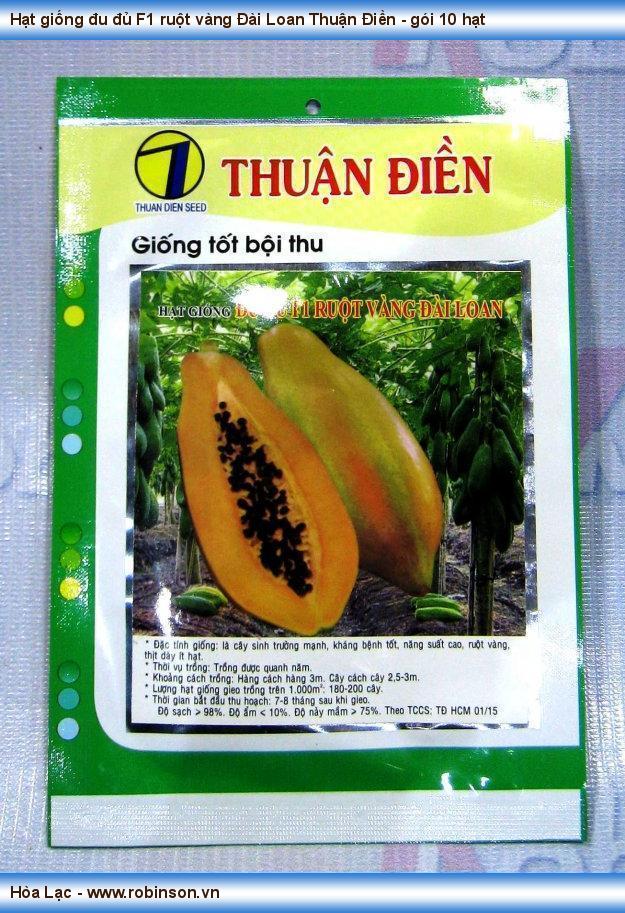 Hạt giống đu đủ F1 ruột vàng Đài Loan Thuận Điền - gói 10 hạt
THUAN DIEN SEED
THUẬN ĐIỀN
Giống tốt bội thu
HẠT GIỐNG ĐU ĐỦ F1 RUỘT VÀNG ĐÀI LOAN
* Đặc tính giống: là cây sinh trưởng mạnh, kháng bệnh tốt, năng suất cao, ruột vàng,
thịt dày ít hạt.
* Thời vụ trồng: Trồng được quanh năm.
* Khoảng cách trồng: Hàng cách hàng 3m. Cây cách cây 2,5-3m.
* Lượng hạt giống gieo trồng trên 1.000m²: 180-200 cây.
* Thời gian bắt đầu thu hoạch: 7-8 tháng sau khi gieo.
Độ sạch > 98%. Độ ẩm < 10%. Độ nảy mầm > 75%. Theo TCCS: TĐ HCM 01/15
Hòa Lạc - www.robinson.vn